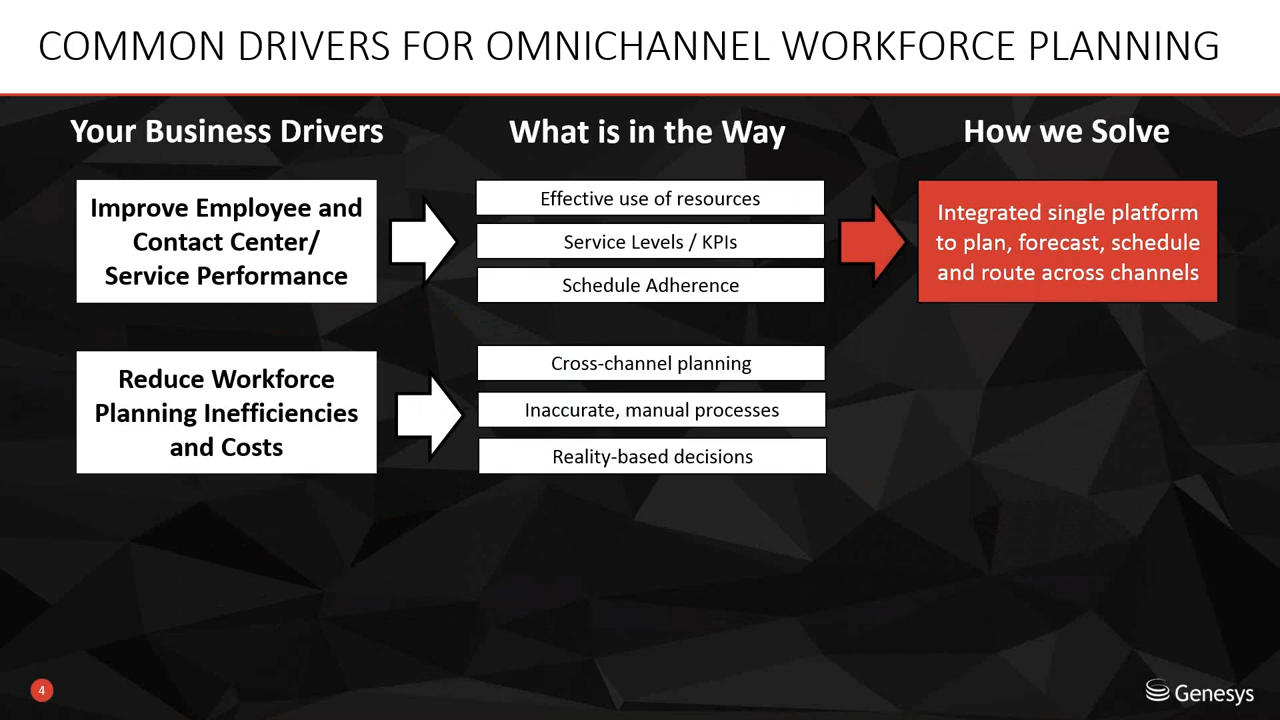 COMMON DRIVERS FOR OMNICHANNEL WORKFORCE PLANNING
Your Business Drivers
What is in the Way
How we Solve
Improve Employee and
Contact Center/
Service Performance
Effective use of resources
Service Levels / KPIs
Schedule Adherence
Integrated single platform
to plan, forecast, schedule
and route across channels
Reduce Workforce
Planning Inefficiencies
and Costs
Cross-channel planning
Inaccurate, manual processes
Reality-based decisions
4
Genesys